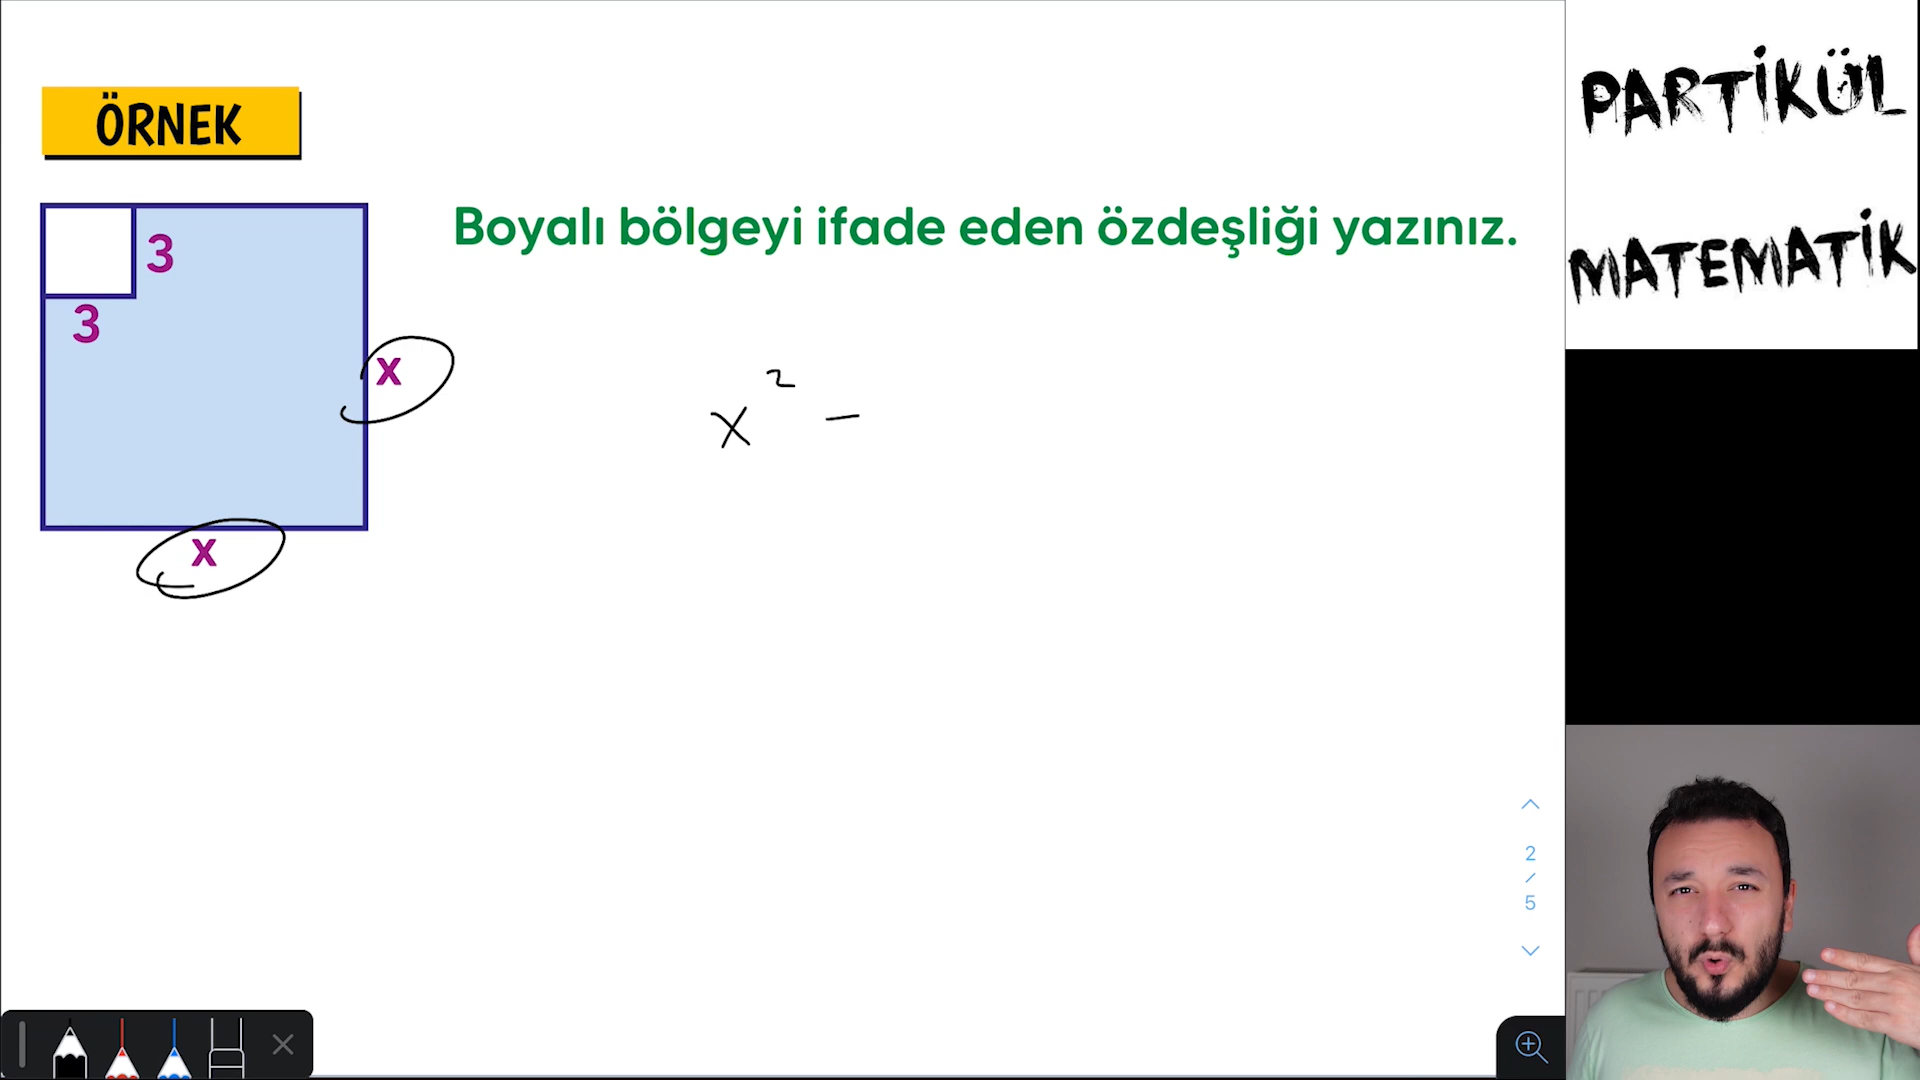 ÖRNEK
Boyalı bölgeyi ifade eden özdeşliği yazınız.
3
3
x
x
x² −
PARTİKÜL
MATEMATİK
2
/
5